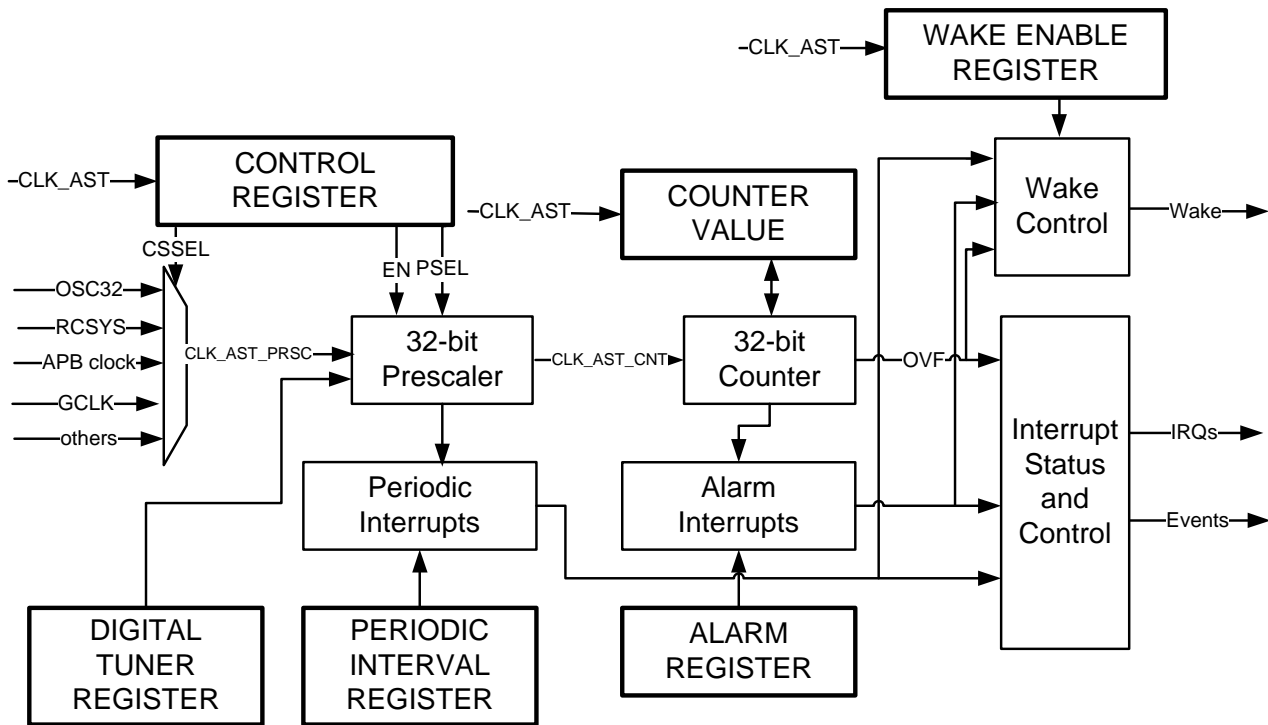 CLK_AST
WAKE ENABLE
REGISTER
CLK_AST
CONTROL
REGISTER
CLK_AST
COUNTER
VALUE
Wake
Control
Wake
CSSEL
EN
PSEL
OSC32
RCSYS
APB clock
GCLK
others
CLK_AST_PRSC
32-bit
Prescaler
CLK_AST_CNT
32-bit
Counter
OVF
Interrupt
Status
and
Control
IRQs
Events
Periodic
Interrupts
Alarm
Interrupts
DIGITAL
TUNER
REGISTER
PERIODIC
INTERVAL
REGISTER
ALARM
REGISTER